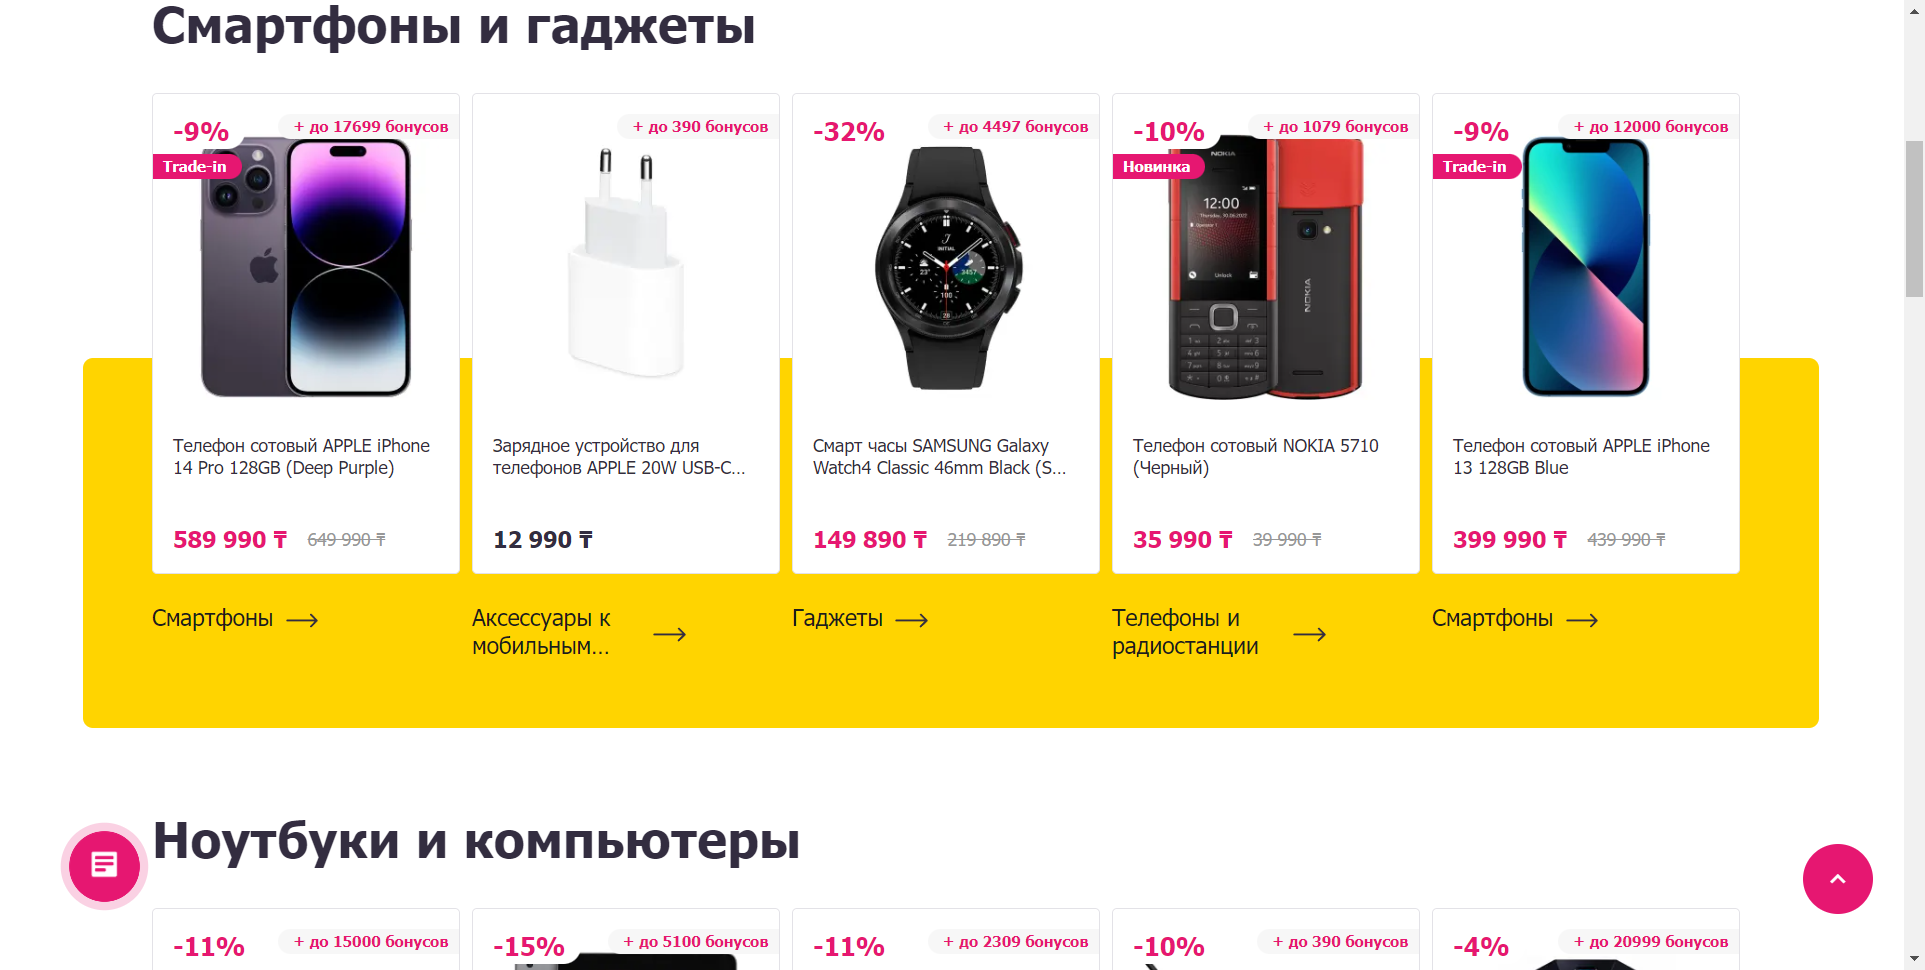 Смартфоны и гаджеты
-9%
+ до 17699 бонусов
Trade-in
Телефон сотовый APPLE iPhone
14 Pro 128GB (Deep Purple)
589 990 ₸ 649 990 ₸
Смартфоны
+ до 390 бонусов
Зарядное устройство для
телефонов APPLE 20W USB-C...
12 990 ₸
Аксессуары к
мобильным...
-32%
+ до 4497 бонусов
Смарт часы SAMSUNG Galaxy
Watch4 Classic 46mm Black (S...
149 890 ₸ 219 890 ₸
Гаджеты
-10%
+ до 1079 бонусов
Новинка
NOKIA
12:00
Unlock
NOKIA
Телефон сотовый NOKIA 5710
(Черный)
35 990 ₸ 39 990 ₸
Телефоны и
радиостанции
-9%
+ до 12000 бонусов
Trade-in
Телефон сотовый APPLE iPhone
13 128GB Blue
399 990 ₸ 439 990 ₸
Смартфоны
Ноутбуки и компьютеры
-11%
+ до 15000 бонусов
-15%
+ до 5100 бонусов
-11%
+ до 2309 бонусов
-10%
+ до 390 бонусов
-4%
+ до 20999 бонусов